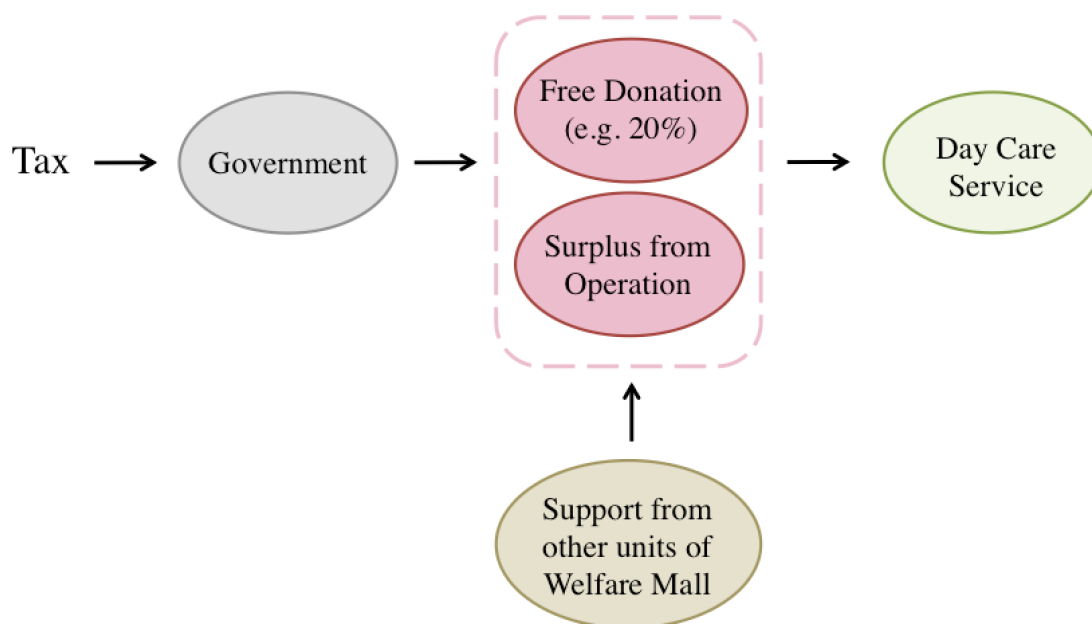 Tax
Government
Free Donation
(e.g. 20%)
Surplus from
Operation
Day Care
Service
Support from
other units of
Welfare Mall